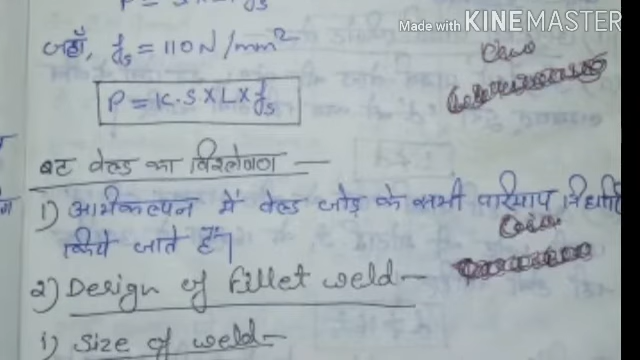 Made with KINEMASTER
जहाँ, fs = 110 N/mm²
P = K.S × L × fs
बट वेल्ड का विश्लेषण —
1) अभिकल्पन में वेल्ड जोड़ के सभी परिमाप
किये जाते हैं।
2) Design of fillet weld —
i) Size of weld —